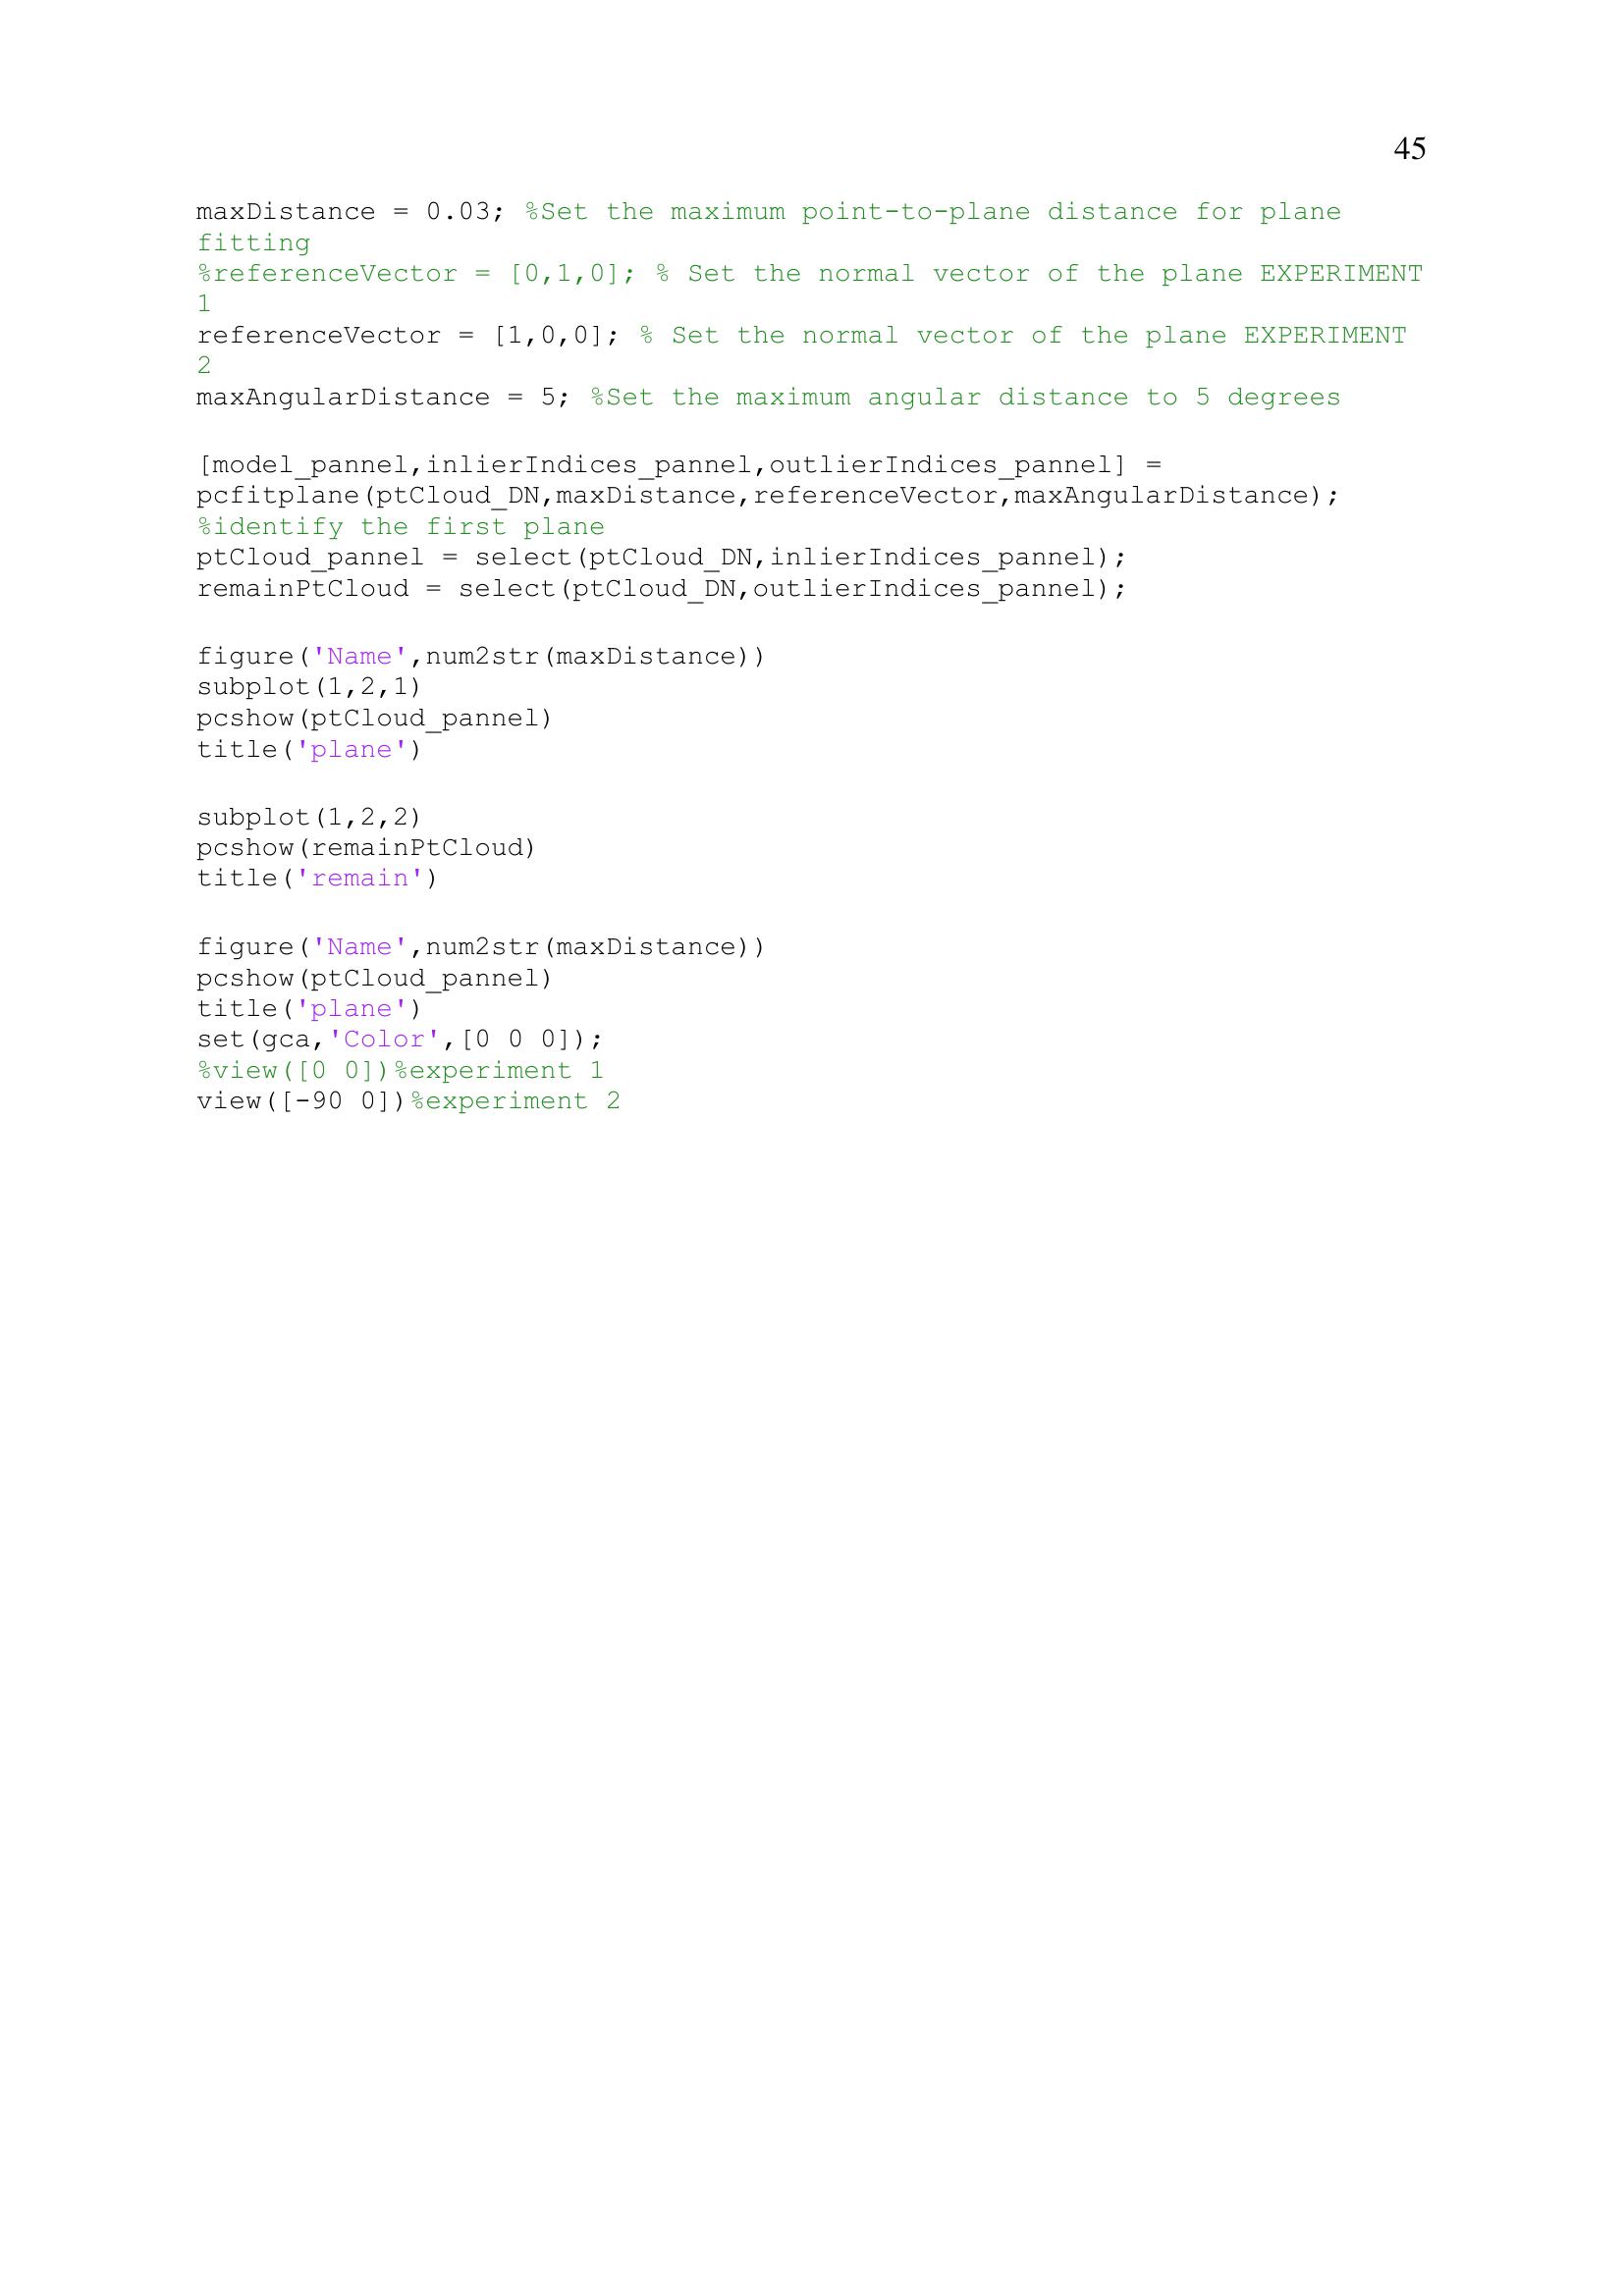 45
maxDistance = 0.03; %Set the maximum point-to-plane distance for plane
fitting
%referenceVector = [0,1,0]; % Set the normal vector of the plane EXPERIMENT
1
referenceVector = [1,0,0]; % Set the normal vector of the plane EXPERIMENT
2
maxAngularDistance = 5; %Set the maximum angular distance to 5 degrees
[model_pannel,inlierIndices_pannel,outlierIndices_pannel] =
pcfitplane(ptCloud_DN,maxDistance,referenceVector,maxAngularDistance);
%identify the first plane
ptCloud_pannel = select(ptCloud_DN,inlierIndices_pannel);
remainPtCloud = select(ptCloud_DN,outlierIndices_pannel);
figure('Name',num2str(maxDistance))
subplot(1,2,1)
pcshow(ptCloud_pannel)
title('plane')
subplot(1,2,2)
pcshow(remainPtCloud)
title('remain')
figure('Name',num2str(maxDistance))
pcshow(ptCloud_pannel)
title('plane')
set(gca,'Color',[0 0 0]);
%view([0 0])%experiment 1
view([-90 0])%experiment 2